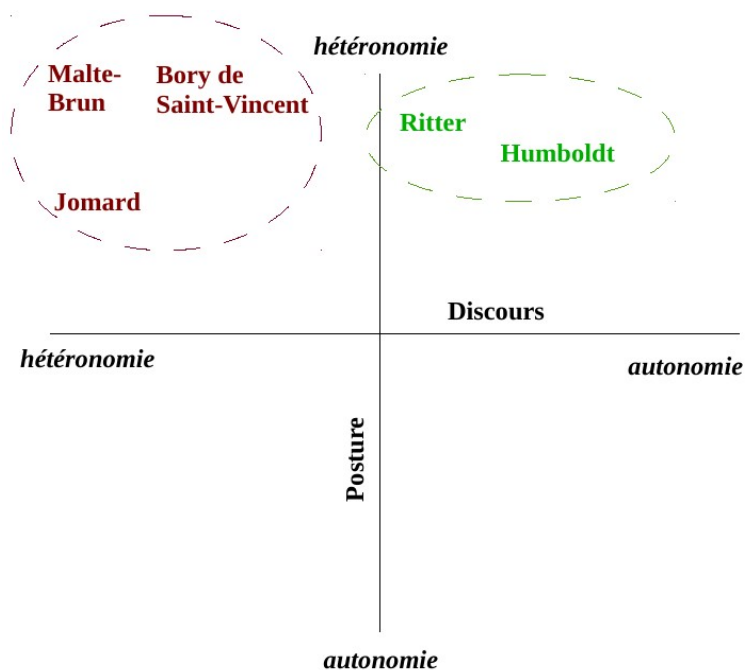 hétéronomie
Malte-
Brun
Bory de
Saint-Vincent
Ritter
Humboldt
Jomard
Discours
hétéronomie
autonomie
Posture
autonomie